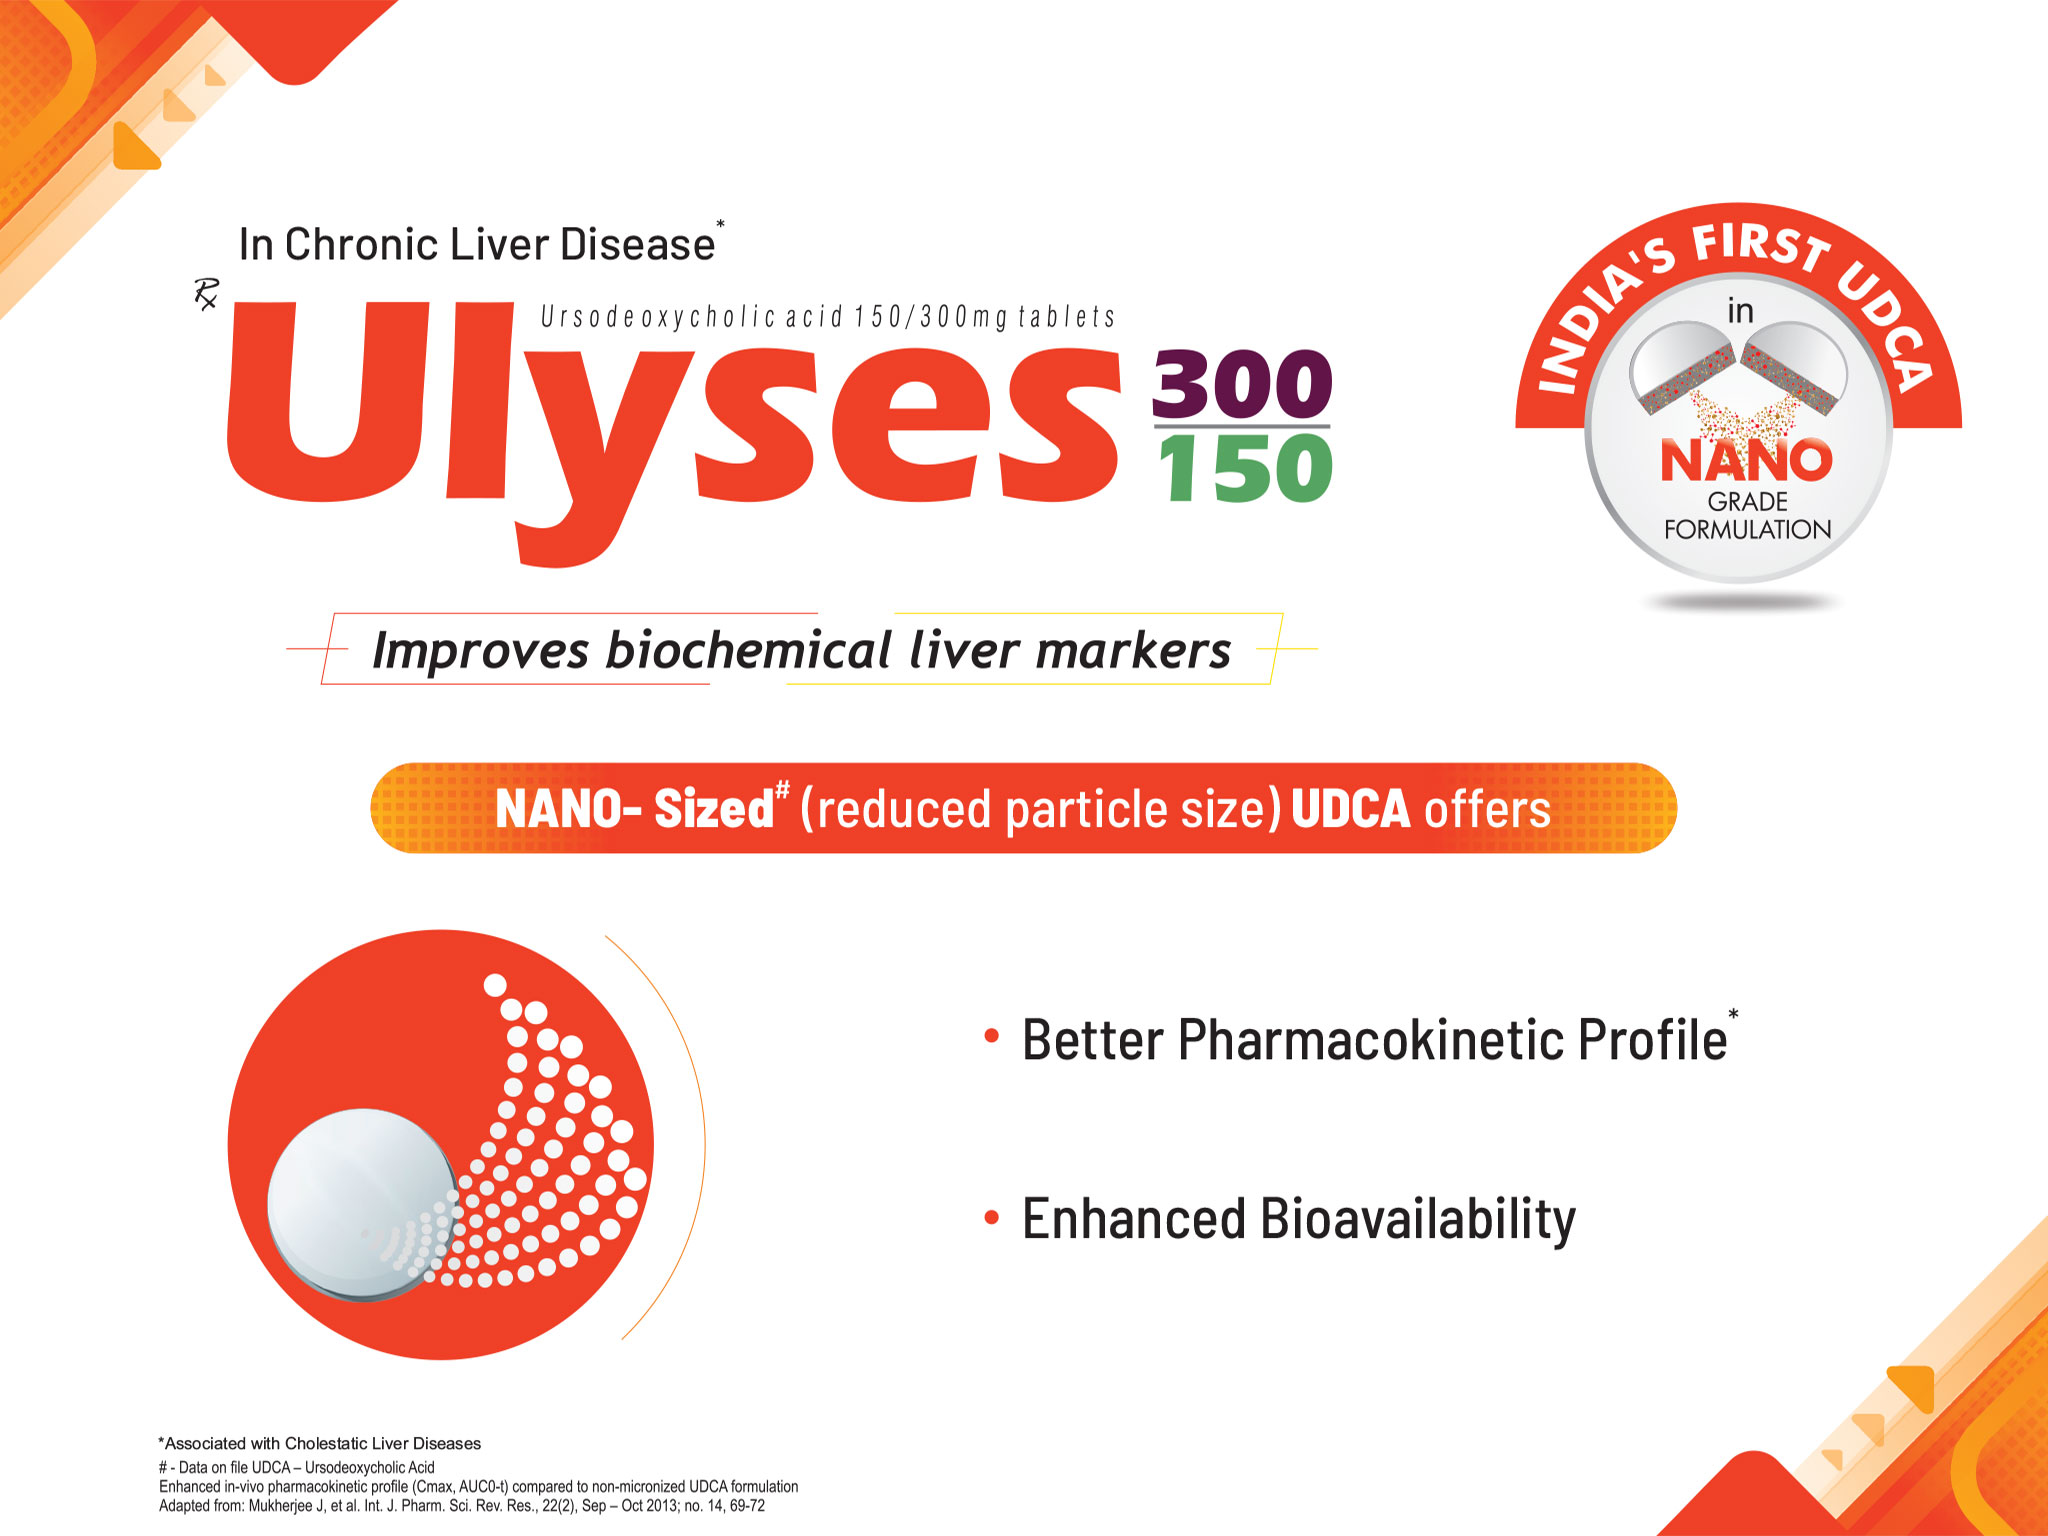 In Chronic Liver Disease*
Rx
Ursodeoxycholic acid 150/300mg tablets
Ulyses 300
150
INDIA'S FIRST UDCA
in
NANO
GRADE
FORMULATION
Improves biochemical liver markers
NANO- Sized# (reduced particle size) UDCA offers
• Better Pharmacokinetic Profile*
• Enhanced Bioavailability
*Associated with Cholestatic Liver Diseases
# - Data on file UDCA – Ursodeoxycholic Acid
Enhanced in-vivo pharmacokinetic profile (Cmax, AUC0-t) compared to non-micronized UDCA formulation
Adapted from: Mukherjee J, et al. Int. J. Pharm. Sci. Rev. Res., 22(2), Sep – Oct 2013; no. 14, 69-72